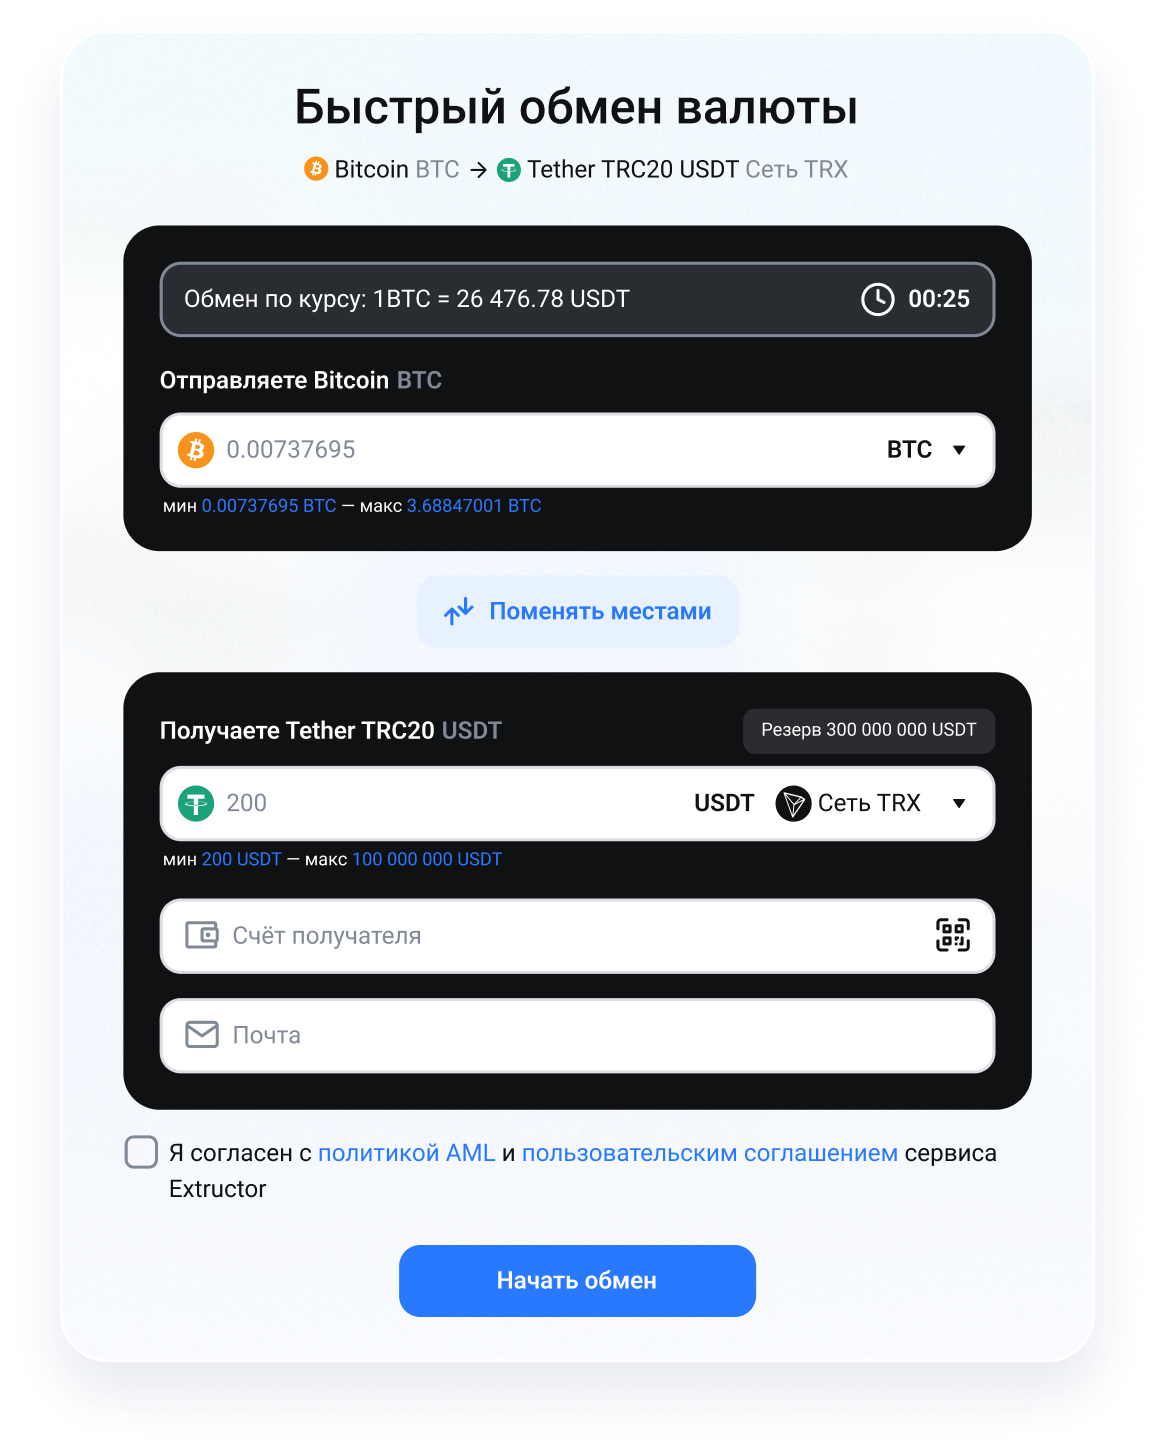 Быстрый обмен валюты
Bitcoin BTC → Tether TRC20 USDT Сеть TRX
Обмен по курсу: 1BTC = 26 476.78 USDT 00:25
Отправляете Bitcoin BTC
0.00737695 BTC
мин 0.00737695 BTC — макс 3.68847001 BTC
Поменять местами
Получаете Tether TRC20 USDT Резерв 300 000 000 USDT
200 USDT Сеть TRX
мин 200 USDT — макс 100 000 000 USDT
Счёт получателя
Почта
Я согласен с политикой AML и пользовательским соглашением сервиса
Extructor
Начать обмен